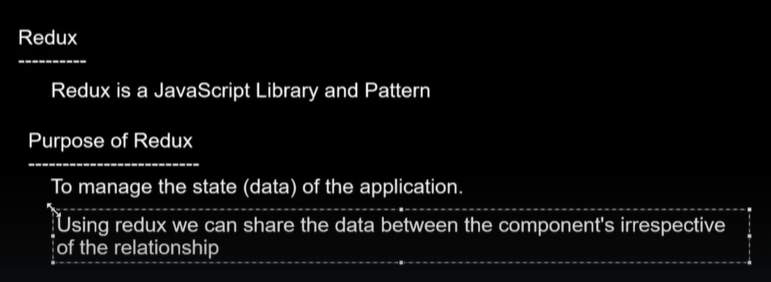 Redux
----------
Redux is a JavaScript Library and Pattern
Purpose of Redux
-------------------------
To manage the state (data) of the application.
Using redux we can share the data between the component's irrespective
of the relationship